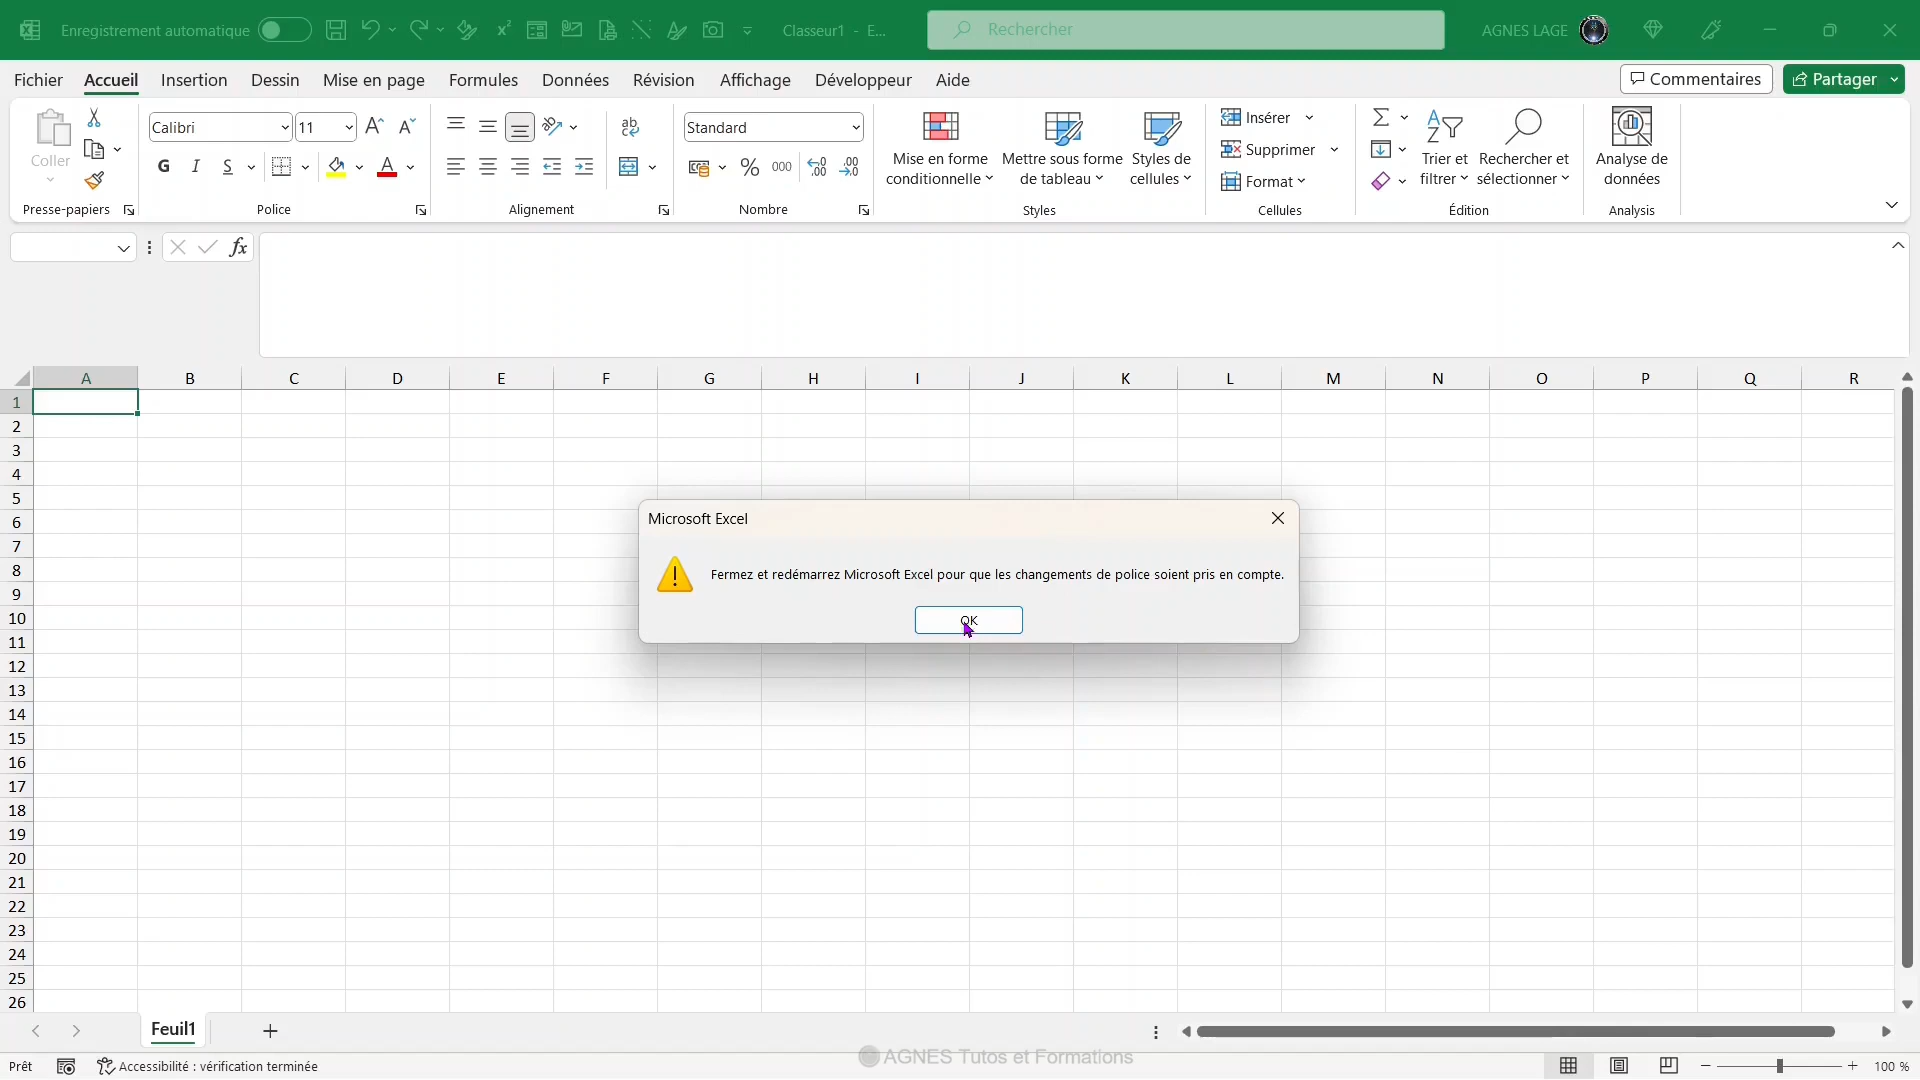 Enregistrement automatique
Classeur1 - E...
Rechercher
AGNES LAGE
Fichier Accueil Insertion Dessin Mise en page Formules Données Révision Affichage Développeur Aide
Commentaires Partager
Coller
Presse-papiers
Calibri 11
G I S
Police
ab
Alignement
Standard
% 000
Nombre
Mise en forme conditionnelle
Mettre sous forme de tableau
Styles de cellules
Styles
Insérer
Supprimer
Format
Cellules
Trier et filtrer
Rechercher et sélectionner
Édition
Analyse de données
Analysis
fx
A B C D E F G H I J K L M N O P Q R
1
2
3
4
5
6
7
8
9
10
11
12
13
14
15
16
17
18
19
20
21
22
23
24
25
26
Microsoft Excel
Fermez et redémarrez Microsoft Excel pour que les changements de police soient pris en compte.
OK
Feuil1
AGNES Tutos et Formations
Prêt
Accessibilité : vérification terminée
100 %